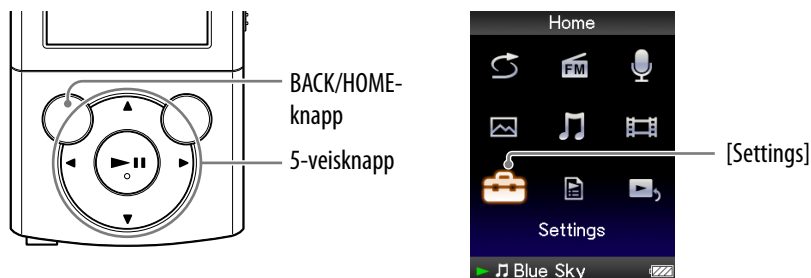 BACK/HOME-
knapp
5-veisknapp
Home
FM
[Settings]
Settings
Blue Sky